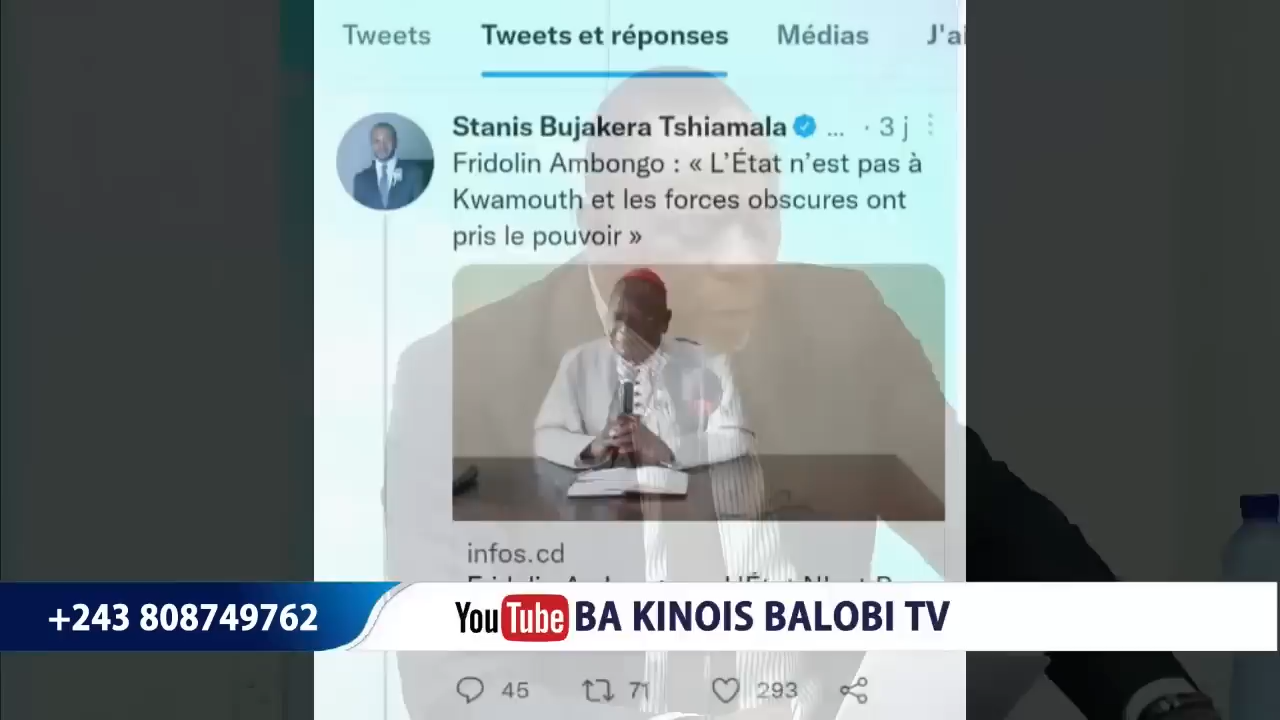 Tweets Tweets et réponses Médias J'ai
Stanis Bujakera Tshiamala ... · 3 j
Fridolin Ambongo : « L'État n'est pas à
Kwamouth et les forces obscures ont
pris le pouvoir »
infos.cd
+243 808749762 YouTube BA KINOIS BALOBI TV
45 71 293